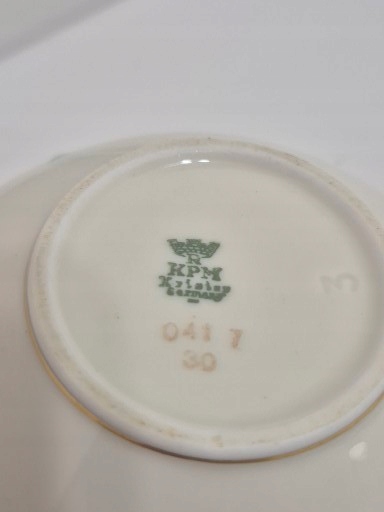 R
KPM
Krister
Germany
041 7
30